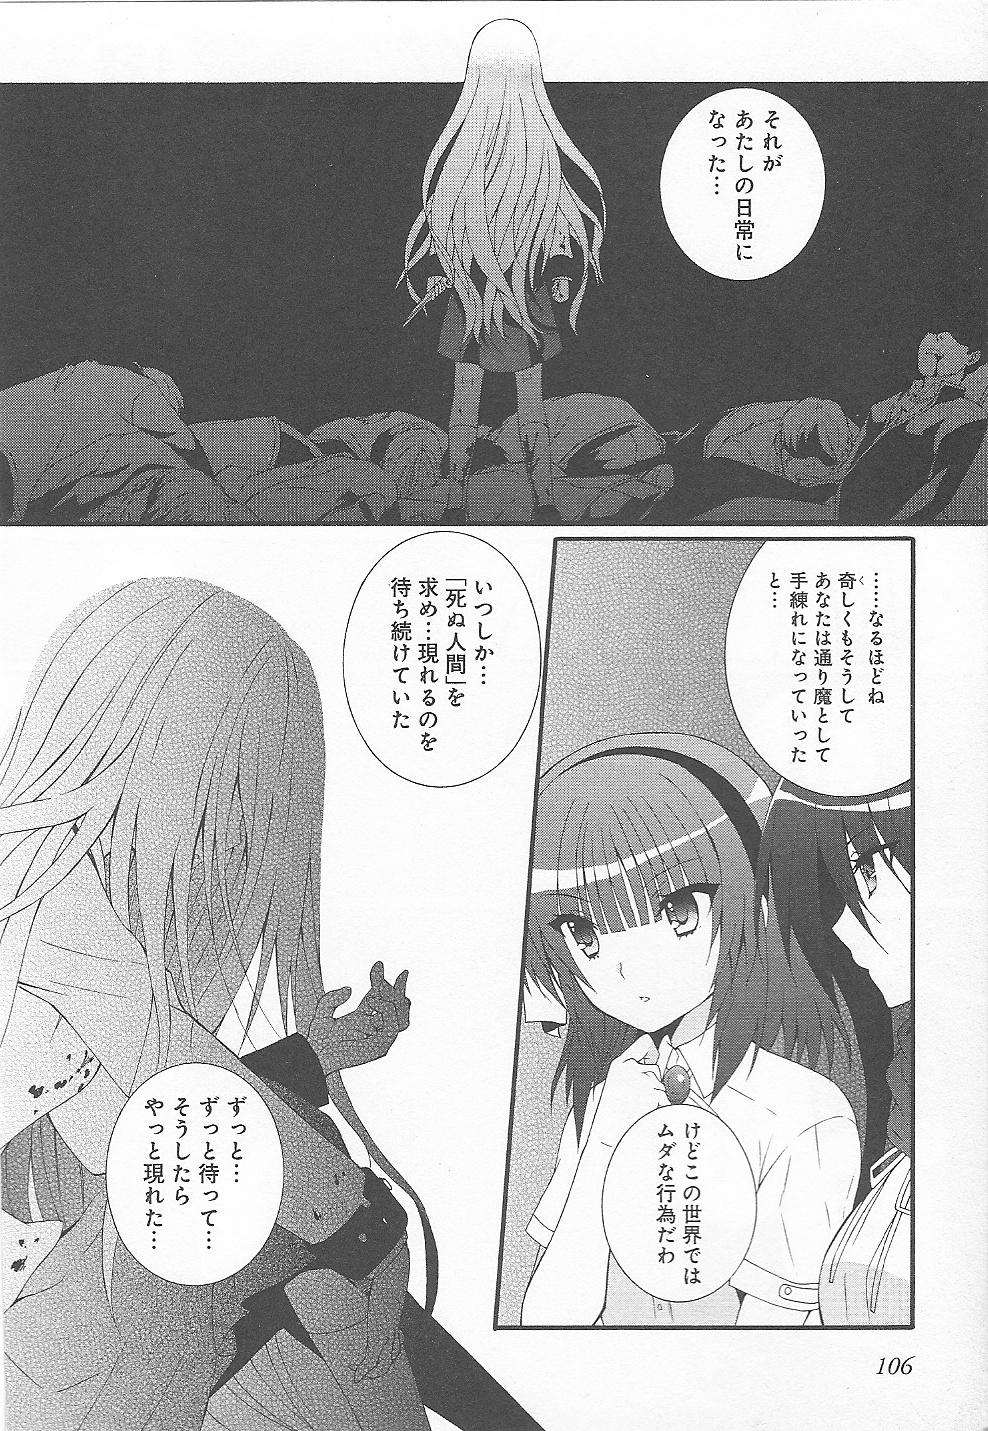 それが
あたしの日常に
なった…
……なるほどね
奇しくもそうして
く
あなたは通り魔として
手練れになっていった
と…
けどこの世界では
ムダな行為だわ
いつしか…
「死ぬ人間」を
求め…現れるのを
待ち続けていた
ずっと…
ずっと待って…
そうしたら
やっと現れた…
106